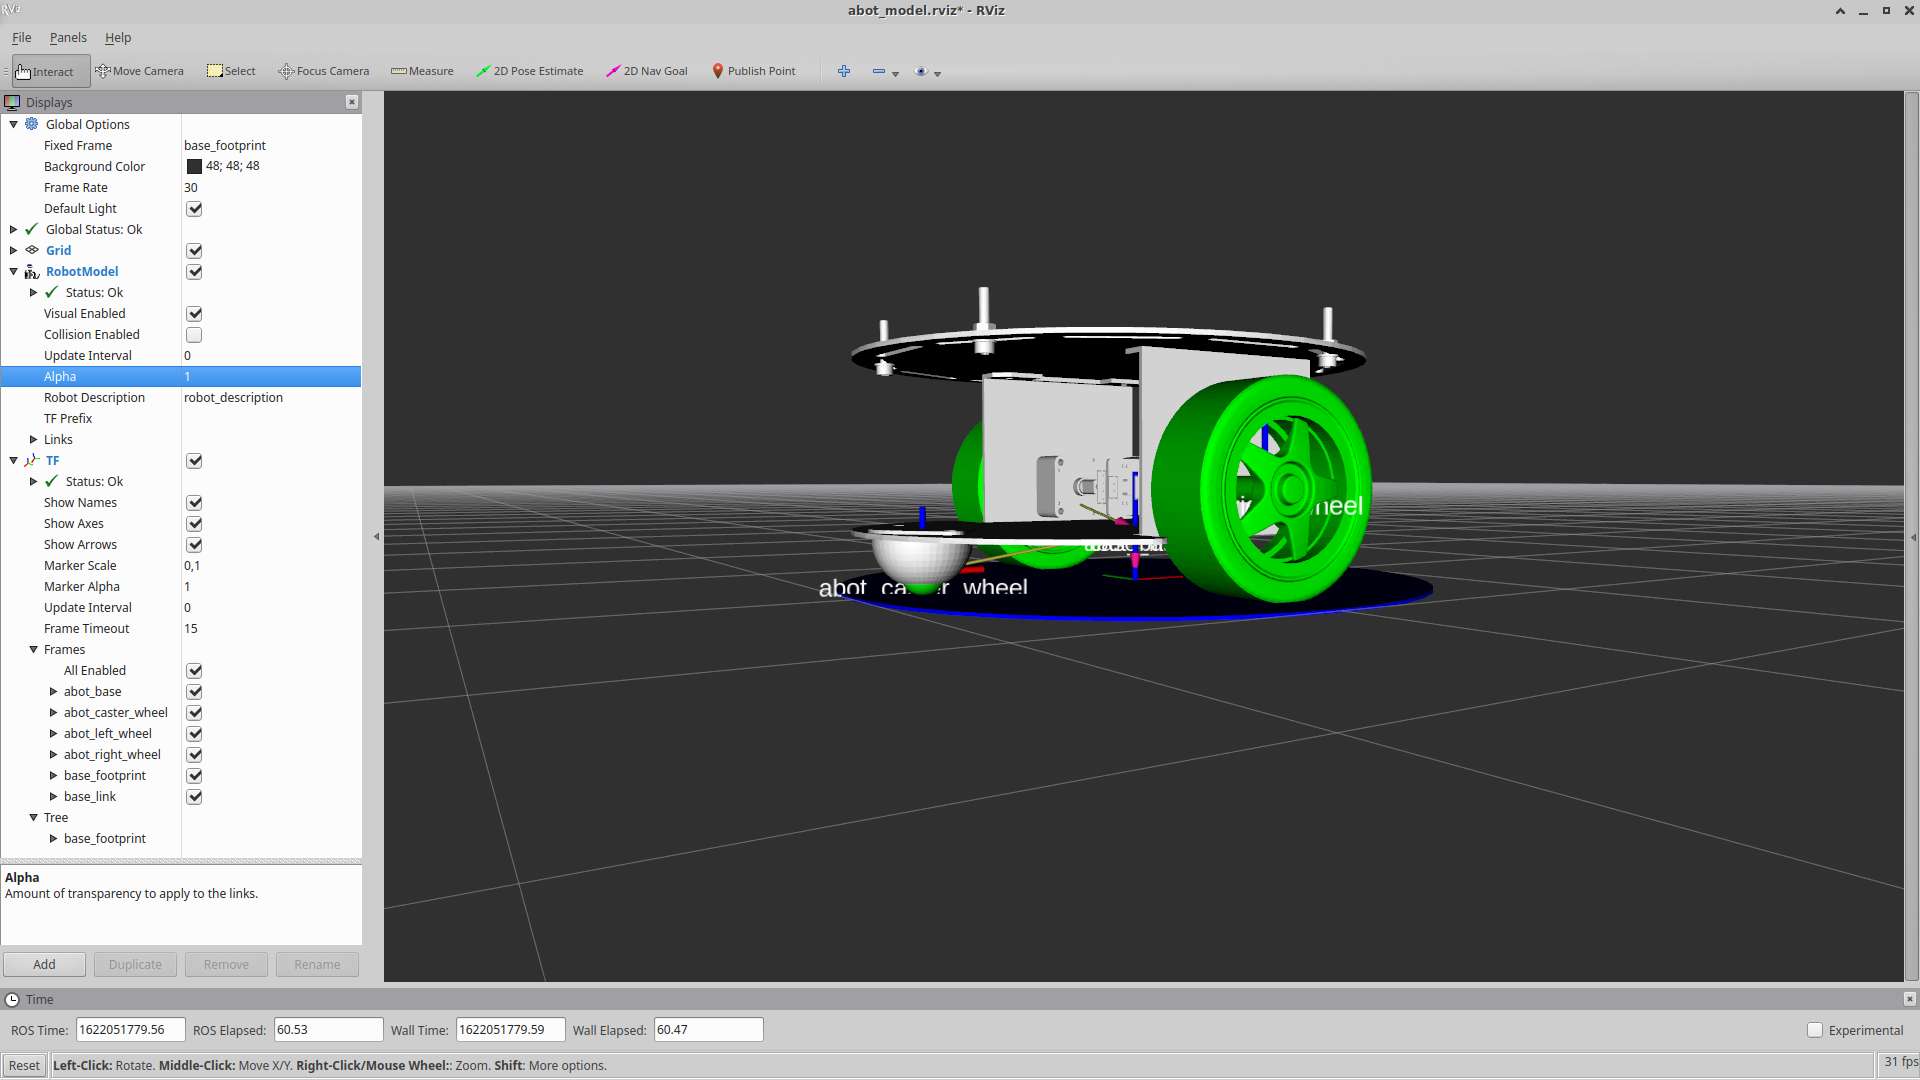 RViz
abot_model.rviz* - RViz
File Panels Help
Interact Move Camera Select Focus Camera Measure 2D Pose Estimate 2D Nav Goal Publish Point
Displays
Global Options
Fixed Frame base_footprint
Background Color 48; 48; 48
Frame Rate 30
Default Light
Global Status: Ok
Grid
RobotModel
Status: Ok
Visual Enabled
Collision Enabled
Update Interval 0
Alpha 1
Robot Description robot_description
TF Prefix
Links
TF
Status: Ok
Show Names
Show Axes
Show Arrows
Marker Scale 0,1
Marker Alpha 1
Update Interval 0
Frame Timeout 15
Frames
All Enabled
abot_base
abot_caster_wheel
abot_left_wheel
abot_right_wheel
base_footprint
base_link
Tree
base_footprint
Alpha
Amount of transparency to apply to the links.
Add Duplicate Remove Rename
abot_caster_wheel
Time
ROS Time: 1622051779.56 ROS Elapsed: 60.53 Wall Time: 1622051779.59 Wall Elapsed: 60.47 Experimental
Reset Left-Click: Rotate. Middle-Click: Move X/Y. Right-Click/Mouse Wheel:: Zoom. Shift: More options. 31 fps